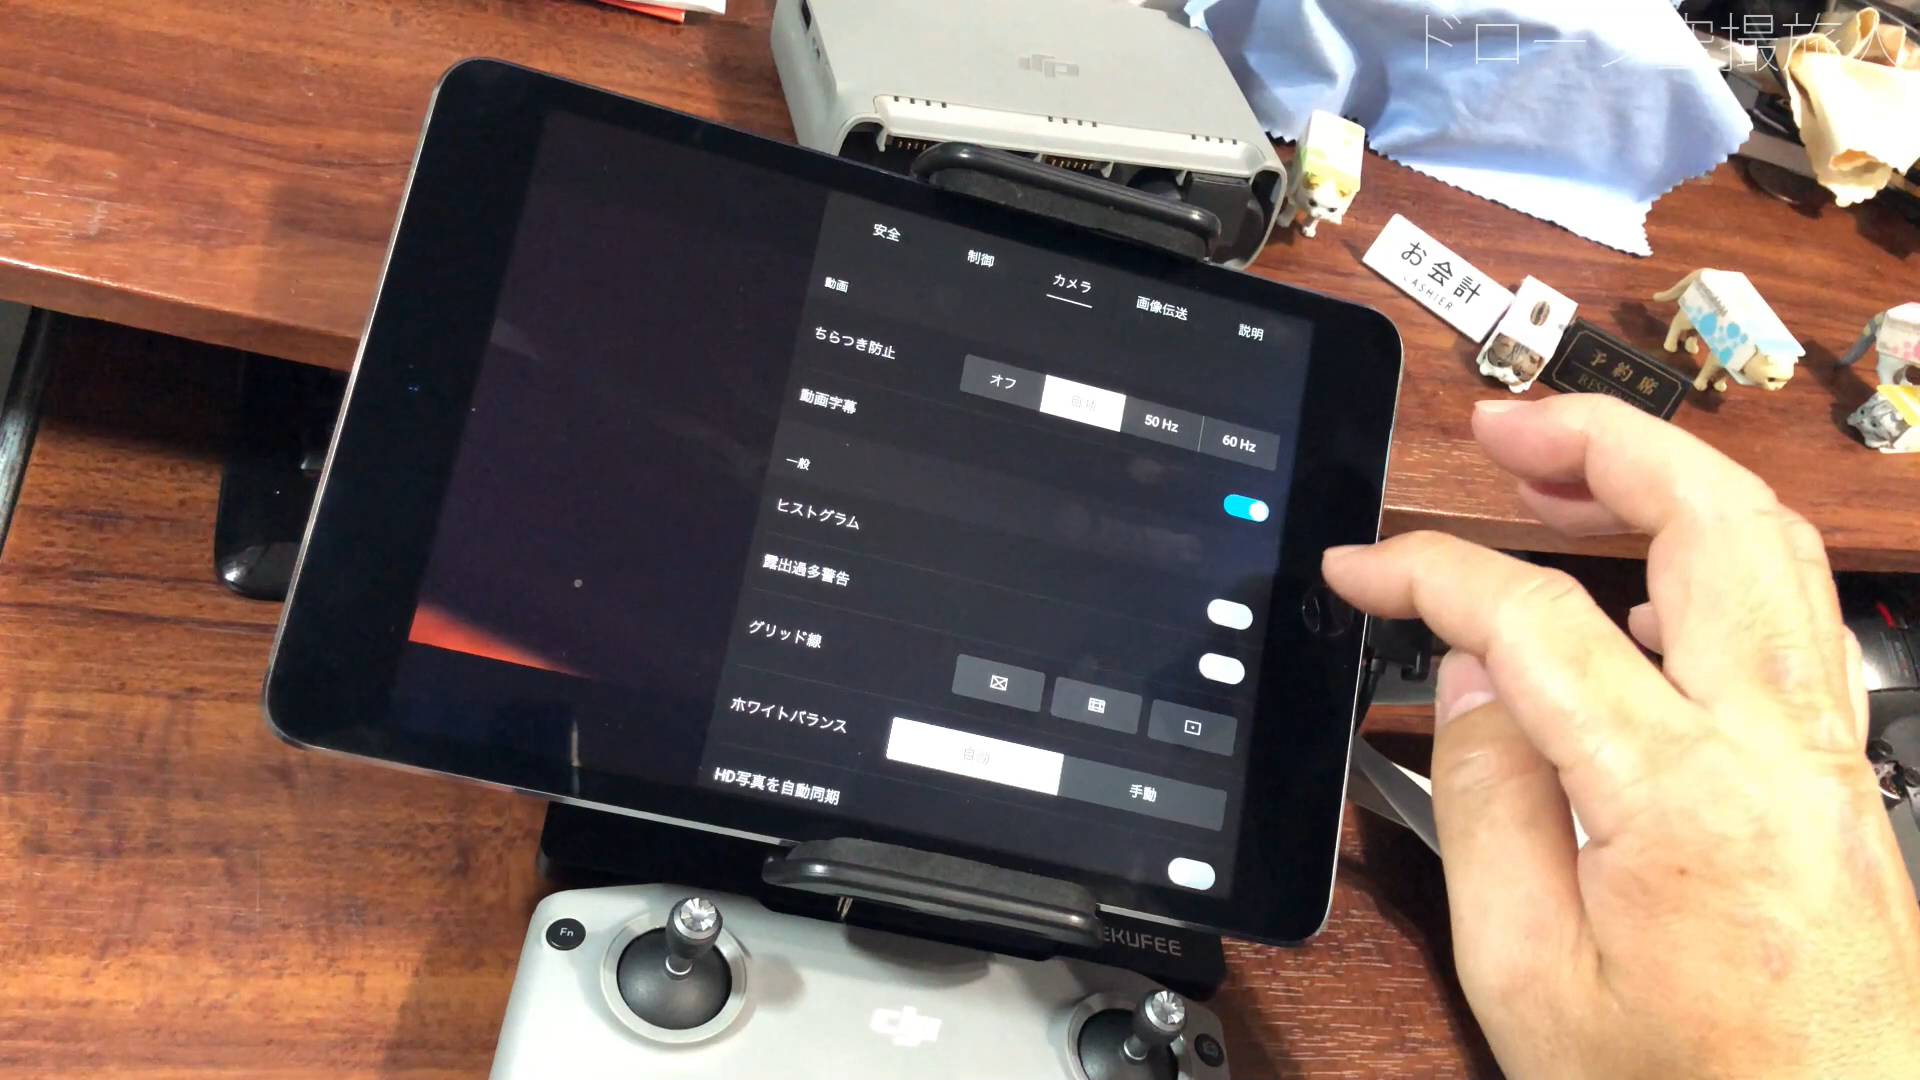 ドローン空撮旅人
安全
制御
カメラ
画像伝送
説明
動画
ちらつき防止
オフ
自動
50 Hz
60 Hz
動画字幕
一般
ヒストグラム
露出過多警告
グリッド線
ホワイトバランス
自動
手動
HD写真を自動同期
お会計
CASHIER
予約席
Fn
EKUFEE
dji